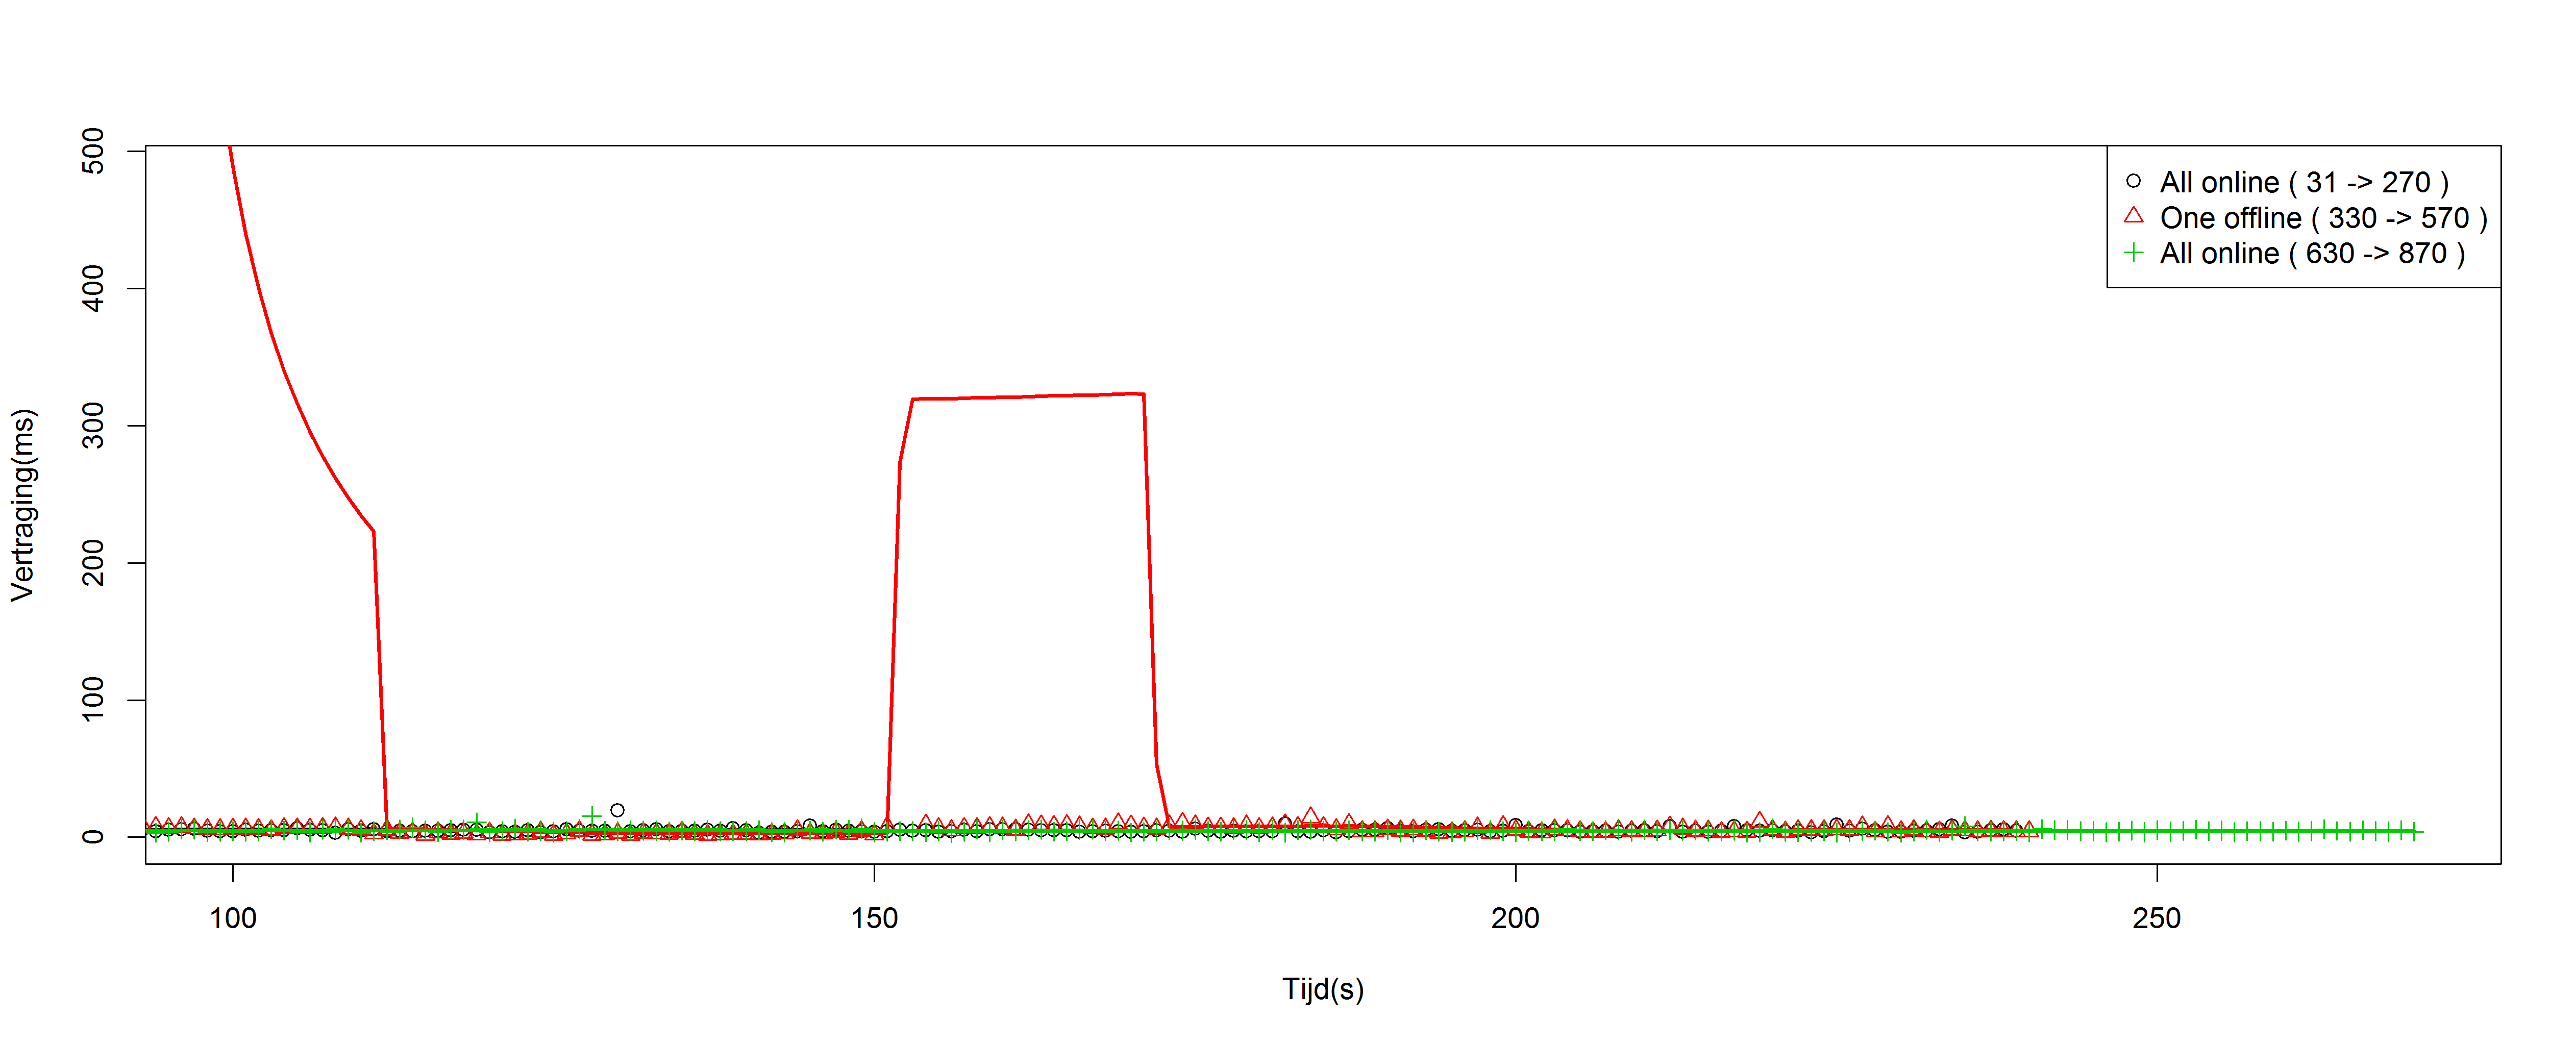 500
400
300
200
100
0
Vertraging(ms)
All online ( 31 -> 270 )
One offline ( 330 -> 570 )
All online ( 630 -> 870 )
100 150 200 250
Tijd(s)